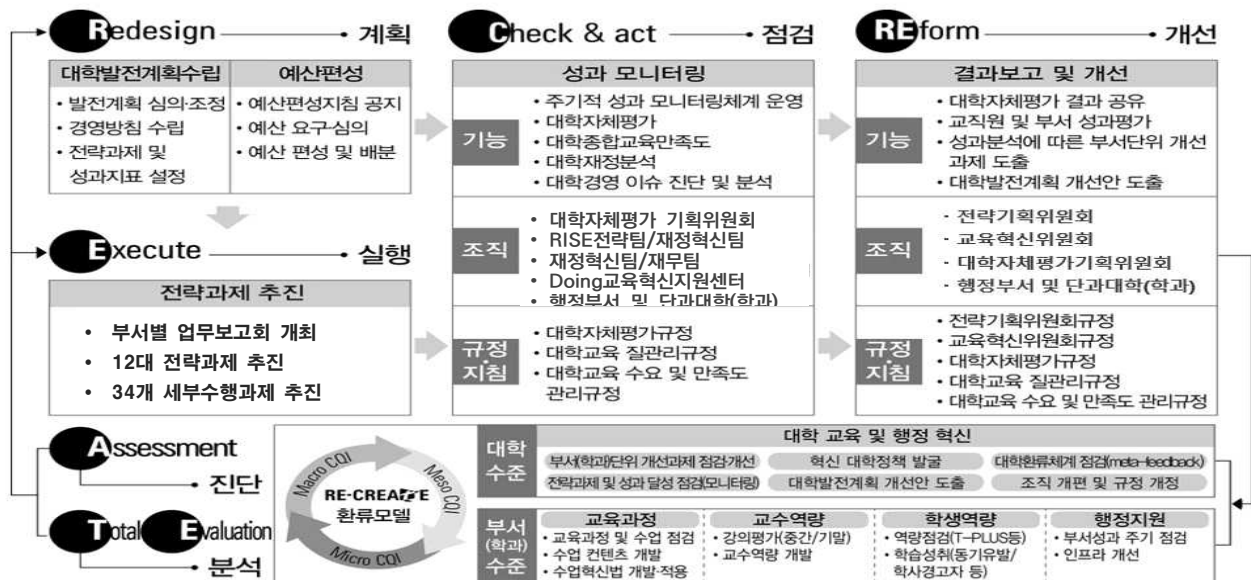 Redesign 계획
대학발전계획수립
• 발전계획 심의·조정
• 경영방침 수립
• 전략과제 및
성과지표 설정
예산편성
• 예산편성지침 공지
• 예산 요구·심의
• 예산 편성 및 배분
Execute 실행
전략과제 추진
• 부서별 업무보고회 개최
• 12대 전략과제 추진
• 34개 세부수행과제 추진
Check & act 점검
성과 모니터링
기능
• 주기적 성과 모니터링체계 운영
• 대학자체평가
• 대학종합교육만족도
• 대학재정분석
• 대학경영 이슈 진단 및 분석
조직
• 대학자체평가 기획위원회
• RISE전략팀/재정혁신팀
• 재정혁신팀/재무팀
• Doing교육혁신지원센터
• 행정부서 및 단과대학(학과)
규정·
지침
• 대학자체평가규정
• 대학교육 질관리규정
• 대학교육 수요 및 만족도
관리규정
REform 개선
결과보고 및 개선
기능
• 대학자체평가 결과 공유
• 교직원 및 부서 성과평가
• 성과분석에 따른 부서단위 개선
과제 도출
• 대학발전계획 개선안 도출
조직
- 전략기획위원회
- 교육혁신위원회
- 대학자체평가기획위원회
- 행정부서 및 단과대학(학과)
규정·
지침
• 전략기획위원회규정
• 교육혁신위원회규정
• 대학자체평가규정
• 대학교육 질관리규정
• 대학교육 수요 및 만족도 관리규정
Assessment
진단
Total Evaluation
분석
Macro CQI
Meso CQI
Micro CQI
RE-CREATE
환류모델
대학
수준
대학 교육 및 행정 혁신
부서(학과)단위 개선과제 점검·개선
혁신 대학정책 발굴
대학환류체계 점검(meta-feedback)
전략과제 및 성과 달성 점검(모니터링)
대학발전계획 개선안 도출
조직 개편 및 규정 개정
부서
(학과)
수준
교육과정
• 교육과정 및 수업 점검
• 수업 컨텐츠 개발
• 수업혁신법 개발·적용
교수역량
• 강의평가(중간/기말)
• 교수역량 개발
학생역량
• 역량점검(T-PLUS등)
• 학습성취(동기유발/
학사경고자 등)
행정지원
• 부서성과 주기 점검
• 인프라 개선